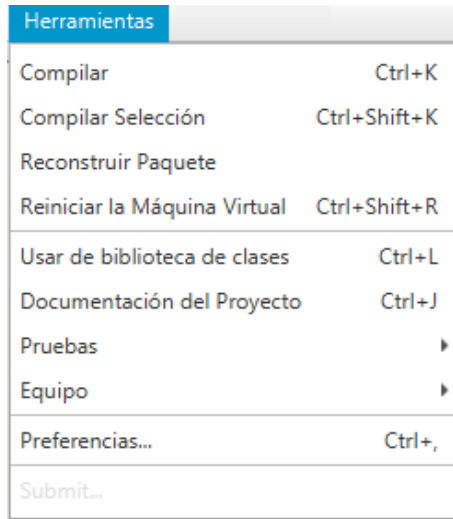 Herramientas
Compilar Ctrl+K
Compilar Selección Ctrl+Shift+K
Reconstruir Paquete
Reiniciar la Máquina Virtual Ctrl+Shift+R
Usar de biblioteca de clases Ctrl+L
Documentación del Proyecto Ctrl+J
Pruebas
Equipo
Preferencias... Ctrl+,
Submit...